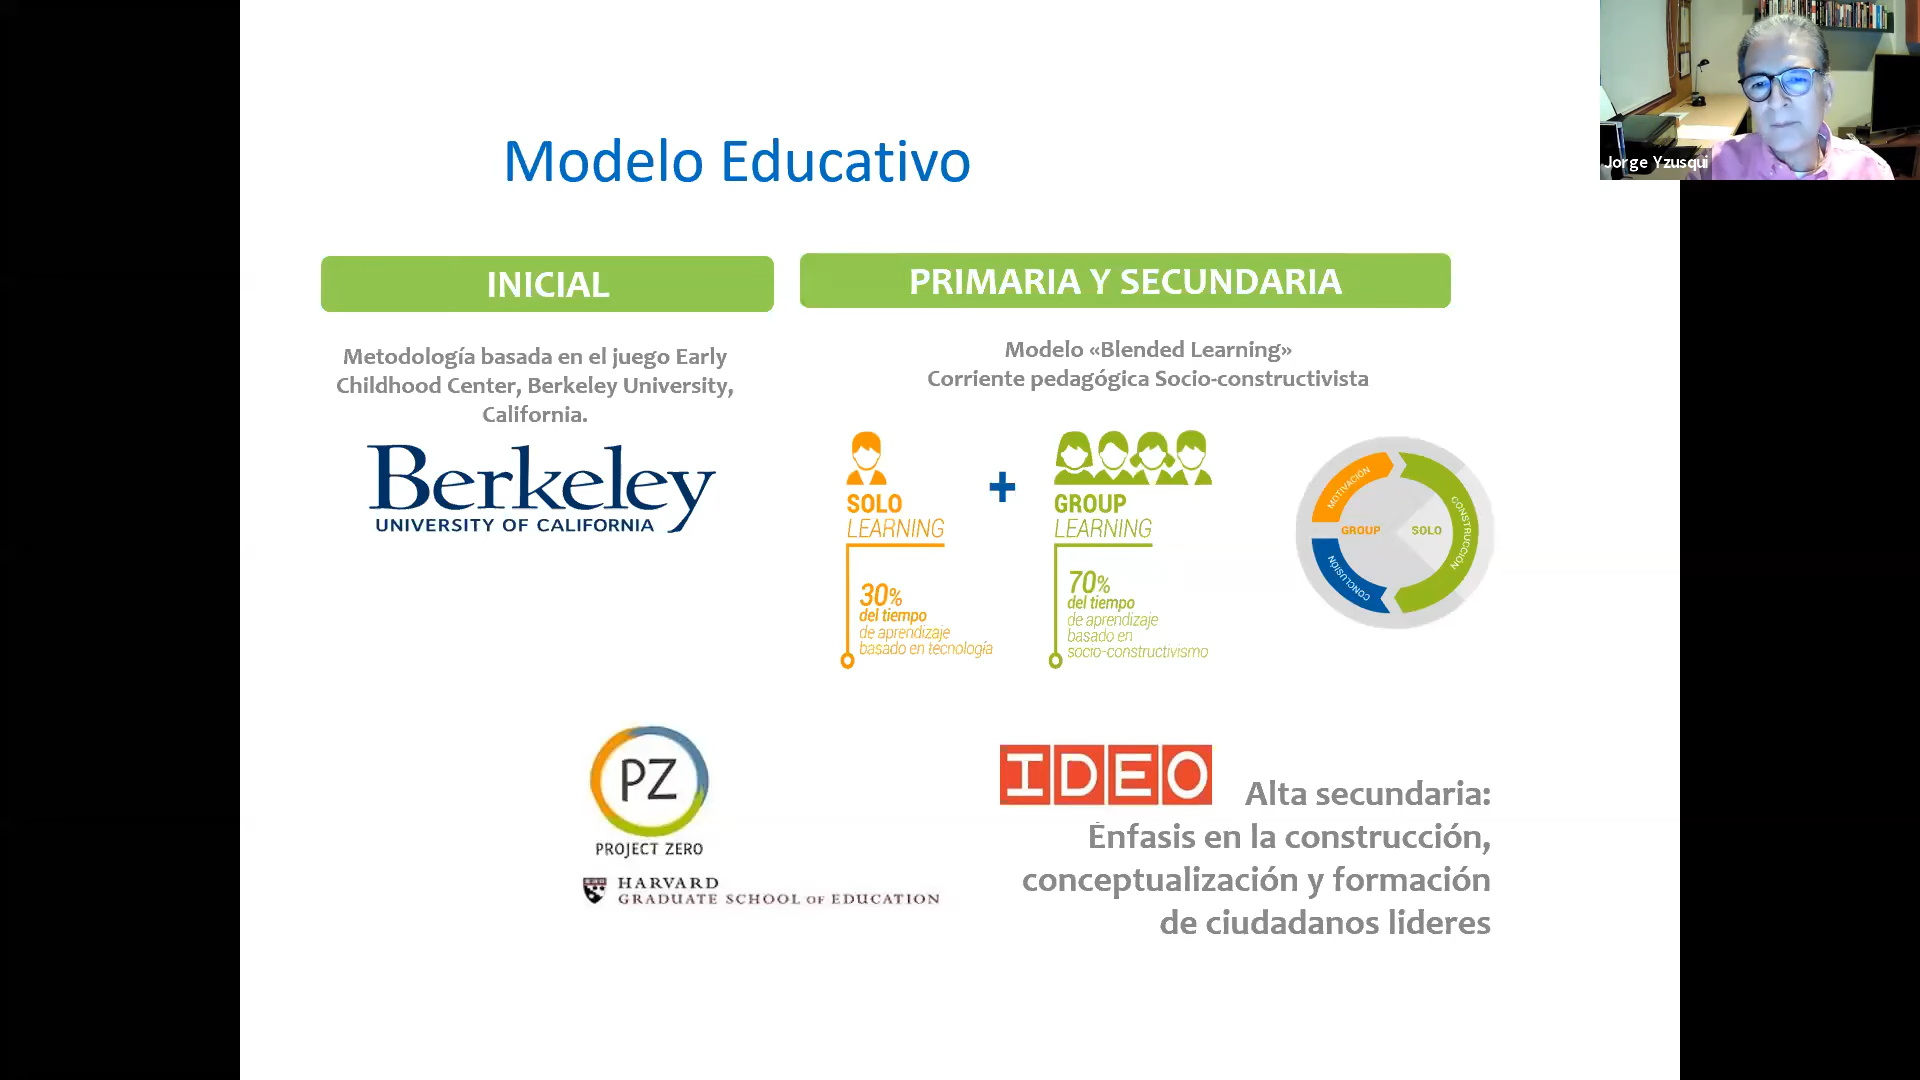 Jorge Yzusqui
Modelo Educativo
INICIAL
Metodología basada en el juego Early
Childhood Center, Berkeley University,
California.
Berkeley
UNIVERSITY OF CALIFORNIA
PRIMARIA Y SECUNDARIA
Modelo «Blended Learning»
Corriente pedagógica Socio-constructivista
SOLO
LEARNING
30%
del tiempo
de aprendizaje
basado en tecnología
+
GROUP
LEARNING
70%
del tiempo
de aprendizaje
basado en
socio-constructivismo
MOTIVACIÓN
CONSTRUCCIÓN
CONCLUSIÓN
GROUP
SOLO
PZ
PROJECT ZERO
HARVARD
GRADUATE SCHOOL OF EDUCATION
IDEO
Alta secundaria:
Énfasis en la construcción,
conceptualización y formación
de ciudadanos lideres